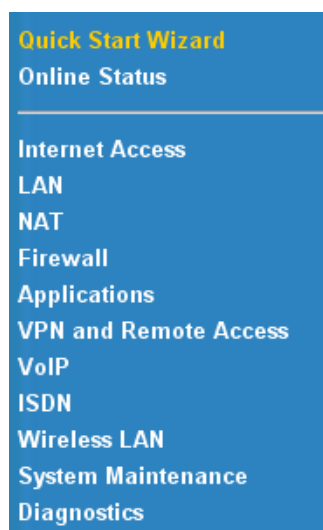 Quick Start Wizard
Online Status
Internet Access
LAN
NAT
Firewall
Applications
VPN and Remote Access
VoIP
ISDN
Wireless LAN
System Maintenance
Diagnostics